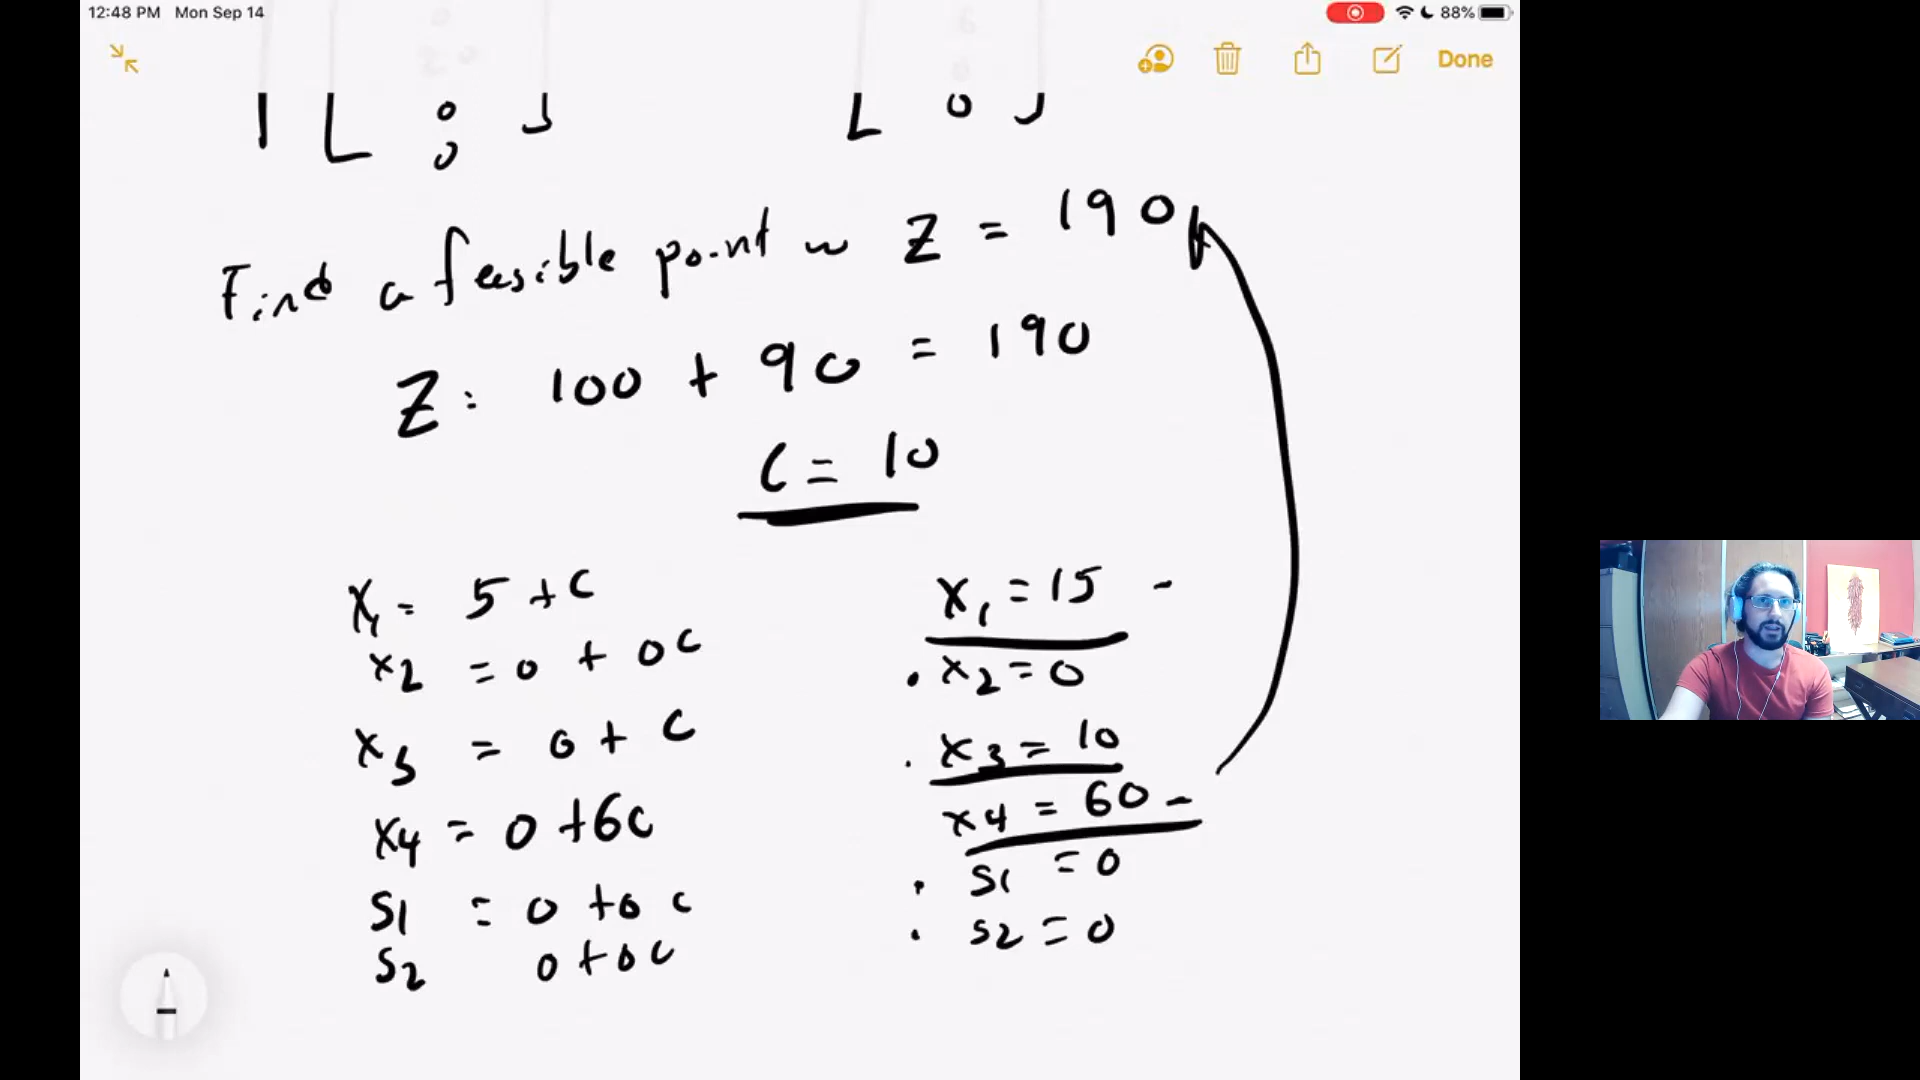 12:48 PM Mon Sep 14
88%
Done
Find a feasible point w Z = 190
Z: 100 + 90 = 190
C = 10
X1 = 5 + C
x2 = 0 + 0C
x3 = 0 + C
X4 = 0 + 6C
S1 = 0 + 0 C
S2 0 + 0 C
X1 = 15 -
. x2 = 0
. x3 = 10
x4 = 60 -
. S1 = 0
. S2 = 0